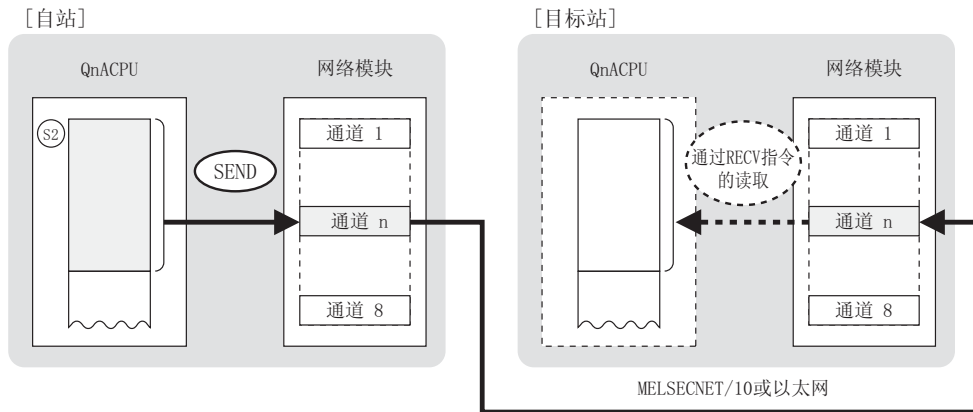 [自站]
[目标站]
QnACPU
网络模块
QnACPU
网络模块
S2
通道 1
通道 1
SEND
通过RECV指令
的读取
通道 n
通道 n
通道 8
通道 8
MELSECNET/10或以太网